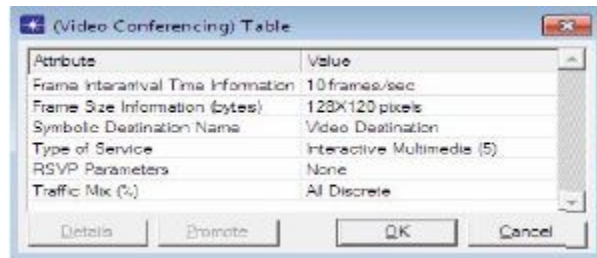 (Video Conferencing) Table
Attribute Value
Frame Interarrival Time Information 10 frames/sec
Frame Size Information (bytes) 128X120 pixels
Symbolic Destination Name Video Destination
Type of Service Interactive Multimedia (5)
RSVP Parameters None
Traffic Mix (%) All Discrete
Details Promote OK Cancel